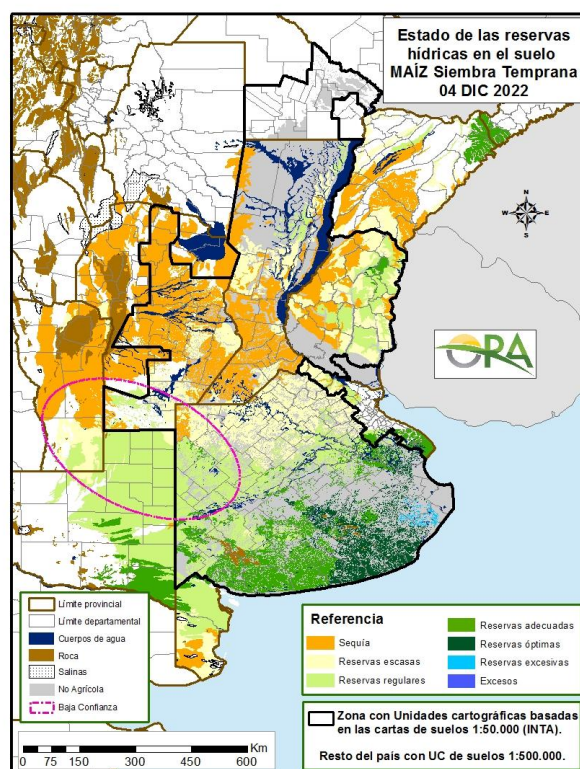 Estado de las reservas
hídricas en el suelo
MAÍZ Siembra Temprana
04 DIC 2022
N
W
E
S
ORA
Límite provincial
Límite departamental
Cuerpos de agua
Roca
Salinas
No Agrícola
Baja Confianza
Referencia
Sequía
Reservas escasas
Reservas regulares
Reservas adecuadas
Reservas óptimas
Reservas excesivas
Excesos
Zona con Unidades cartográficas basadas
en las cartas de suelos 1:50.000 (INTA).
Resto del país con UC de suelos 1:500.000.
Km
0 75 150 300 450 600